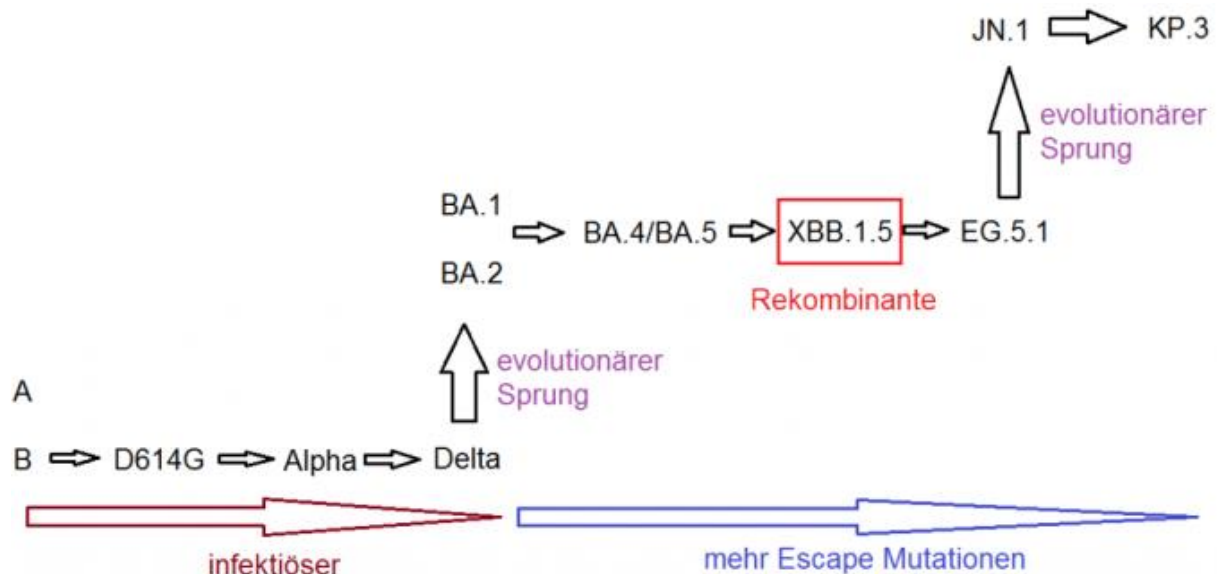 JN.1 KP.3
evolutionärer
Sprung
BA.1
BA.4/BA.5 XBB.1.5 EG.5.1
BA.2
Rekombinante
evolutionärer
Sprung
A
B D614G Alpha Delta
infektiöser mehr Escape Mutationen